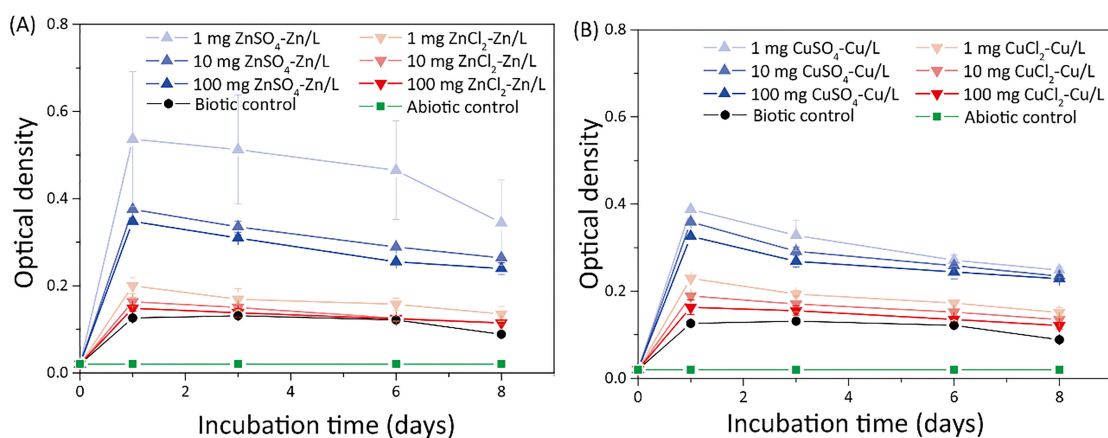 (A)
0.8
0.6
0.4
0.2
0.0
Optical density
1 mg ZnSO4-Zn/L
10 mg ZnSO4-Zn/L
100 mg ZnSO4-Zn/L
Biotic control
1 mg ZnCl2-Zn/L
10 mg ZnCl2-Zn/L
100 mg ZnCl2-Zn/L
Abiotic control
0 2 4 6 8
Incubation time (days)
(B)
0.8
0.6
0.4
0.2
0.0
Optical density
1 mg CuSO4-Cu/L
10 mg CuSO4-Cu/L
100 mg CuSO4-Cu/L
Biotic control
1 mg CuCl2-Cu/L
10 mg CuCl2-Cu/L
100 mg CuCl2-Cu/L
Abiotic control
0 2 4 6 8
Incubation time (days)